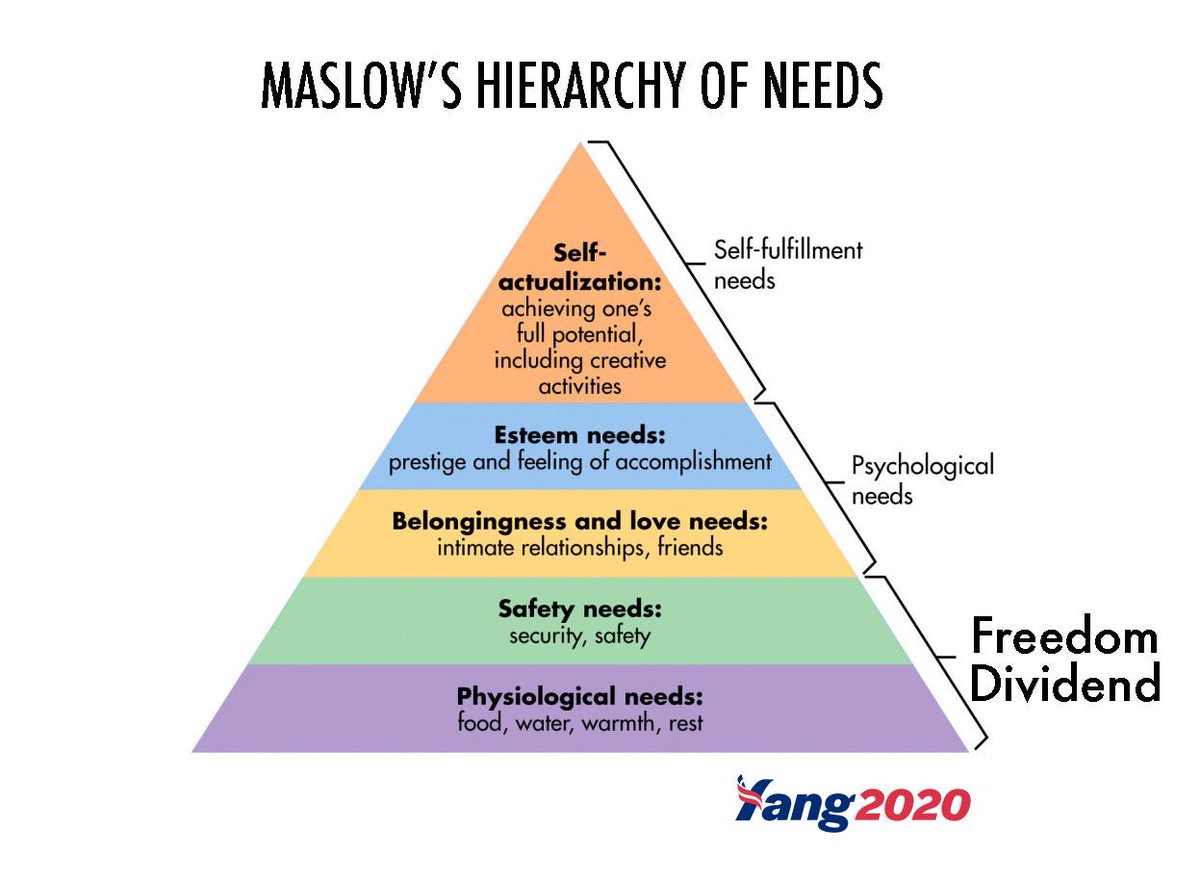 MASLOW'S HIERARCHY OF NEEDS
Self-
actualization:
achieving one's
full potential,
including creative
activities
Self-fulfillment
needs
Esteem needs:
prestige and feeling of accomplishment
Psychological
needs
Belongingness and love needs:
intimate relationships, friends
Safety needs:
security, safety
Freedom
Dividend
Physiological needs:
food, water, warmth, rest
Yang2020